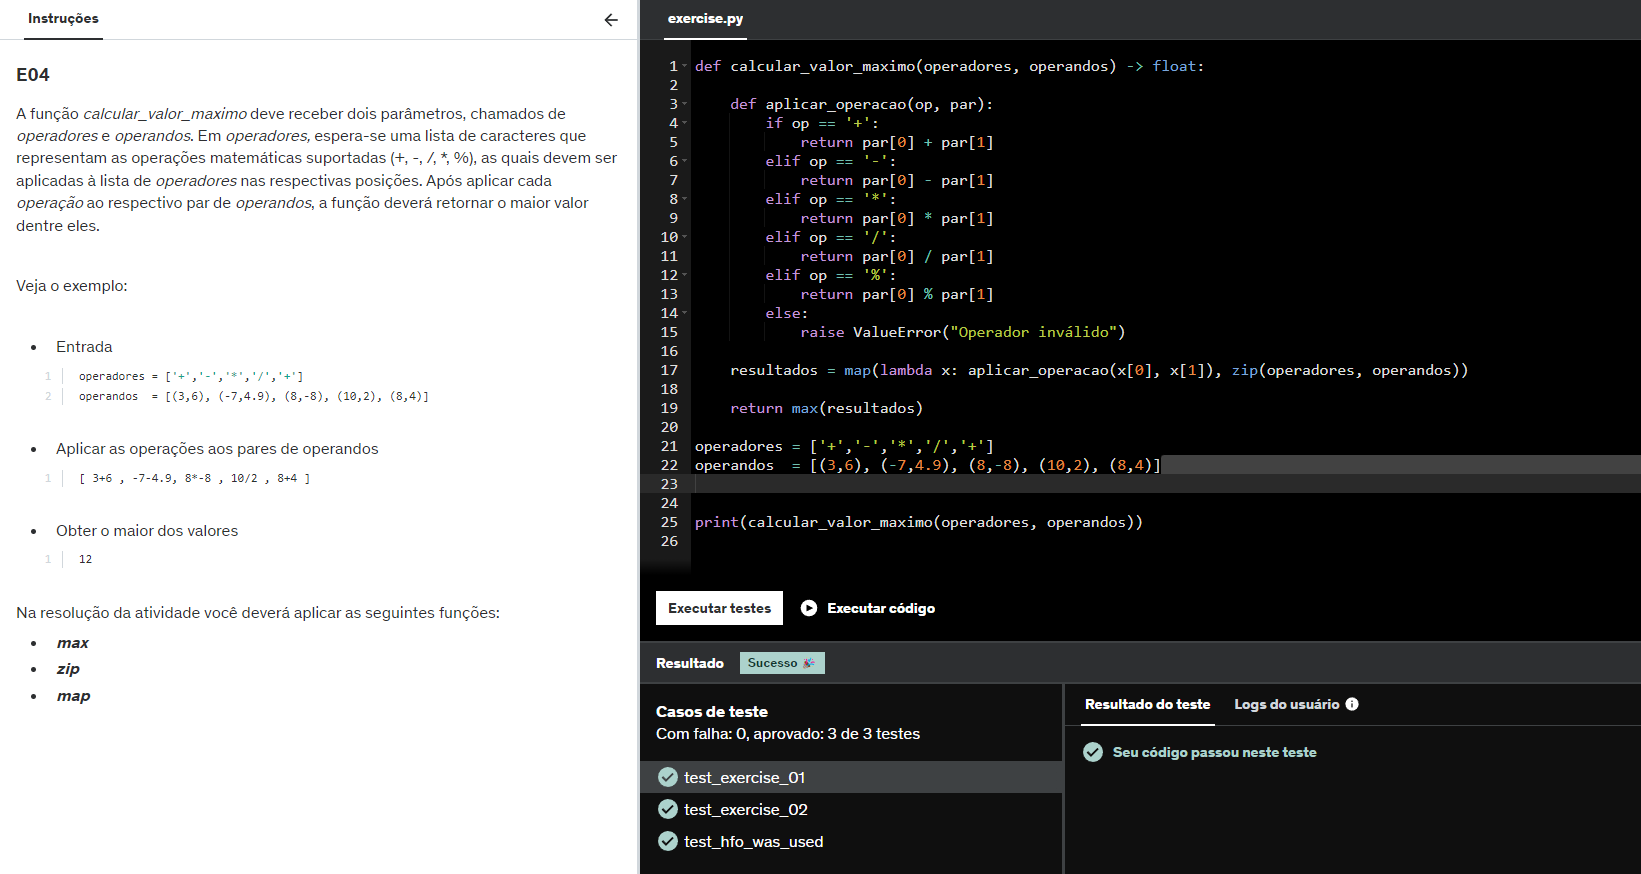 Instruções
E04
A função calcular_valor_maximo deve receber dois parâmetros, chamados de
operadores e operandos. Em operadores, espera-se uma lista de caracteres que
representam as operações matemáticas suportadas (+, -, /, *, %), as quais devem ser
aplicadas à lista de operadores nas respectivas posições. Após aplicar cada
operação ao respectivo par de operandos, a função deverá retornar o maior valor
dentre eles.
Veja o exemplo:
• Entrada
1 operadores = ['+','-','*','/','+']
2 operandos  = [(3,6), (-7,4.9), (8,-8), (10,2), (8,4)]
• Aplicar as operações aos pares de operandos
1 [ 3+6 , -7-4.9, 8*-8 , 10/2 , 8+4 ]
• Obter o maior dos valores
1 12
Na resolução da atividade você deverá aplicar as seguintes funções:
• max
• zip
• map
exercise.py
1 def calcular_valor_maximo(operadores, operandos) -> float:
2
3     def aplicar_operacao(op, par):
4         if op == '+':
5             return par[0] + par[1]
6         elif op == '-':
7             return par[0] - par[1]
8         elif op == '*':
9             return par[0] * par[1]
10         elif op == '/':
11             return par[0] / par[1]
12         elif op == '%':
13             return par[0] % par[1]
14         else:
15             raise ValueError("Operador inválido")
16
17     resultados = map(lambda x: aplicar_operacao(x[0], x[1]), zip(operadores, operandos))
18
19     return max(resultados)
20
21 operadores = ['+','-','*','/','+']
22 operandos  = [(3,6), (-7,4.9), (8,-8), (10,2), (8,4)]
23
24
25 print(calcular_valor_maximo(operadores, operandos))
26
Executar testes
Executar código
Resultado
Sucesso 🎉
Casos de teste
Com falha: 0, aprovado: 3 de 3 testes
test_exercise_01
test_exercise_02
test_hfo_was_used
Resultado do teste
Logs do usuário
Seu código passou neste teste